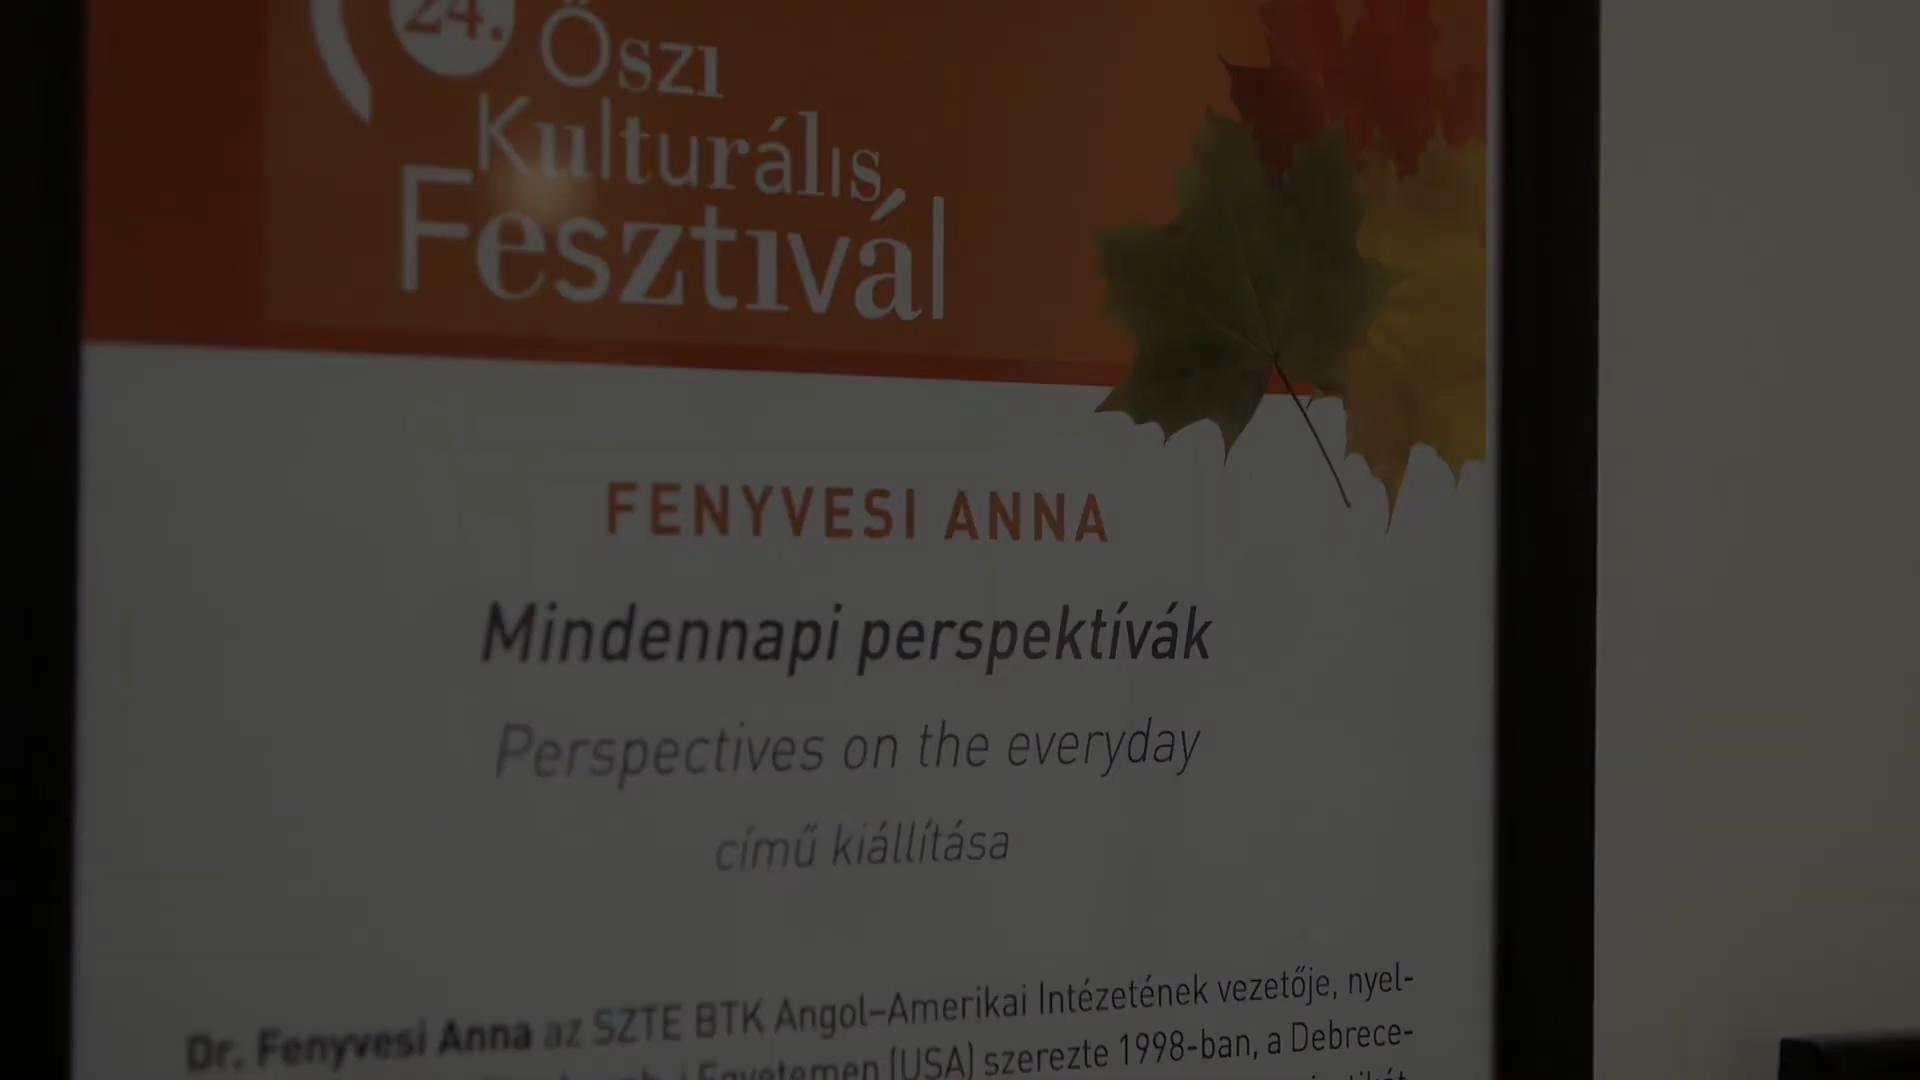 24. Őszi
Kulturális
Fesztivál
FENYVESI ANNA
Mindennapi perspektívák
Perspectives on the everyday
című kiállítása
Dr. Fenyvesi Anna az SZTE BTK Angol–Amerikai Intézetének vezetője, nyel-
Egyetemen (USA) szerezte 1998-ban, a Debrece-